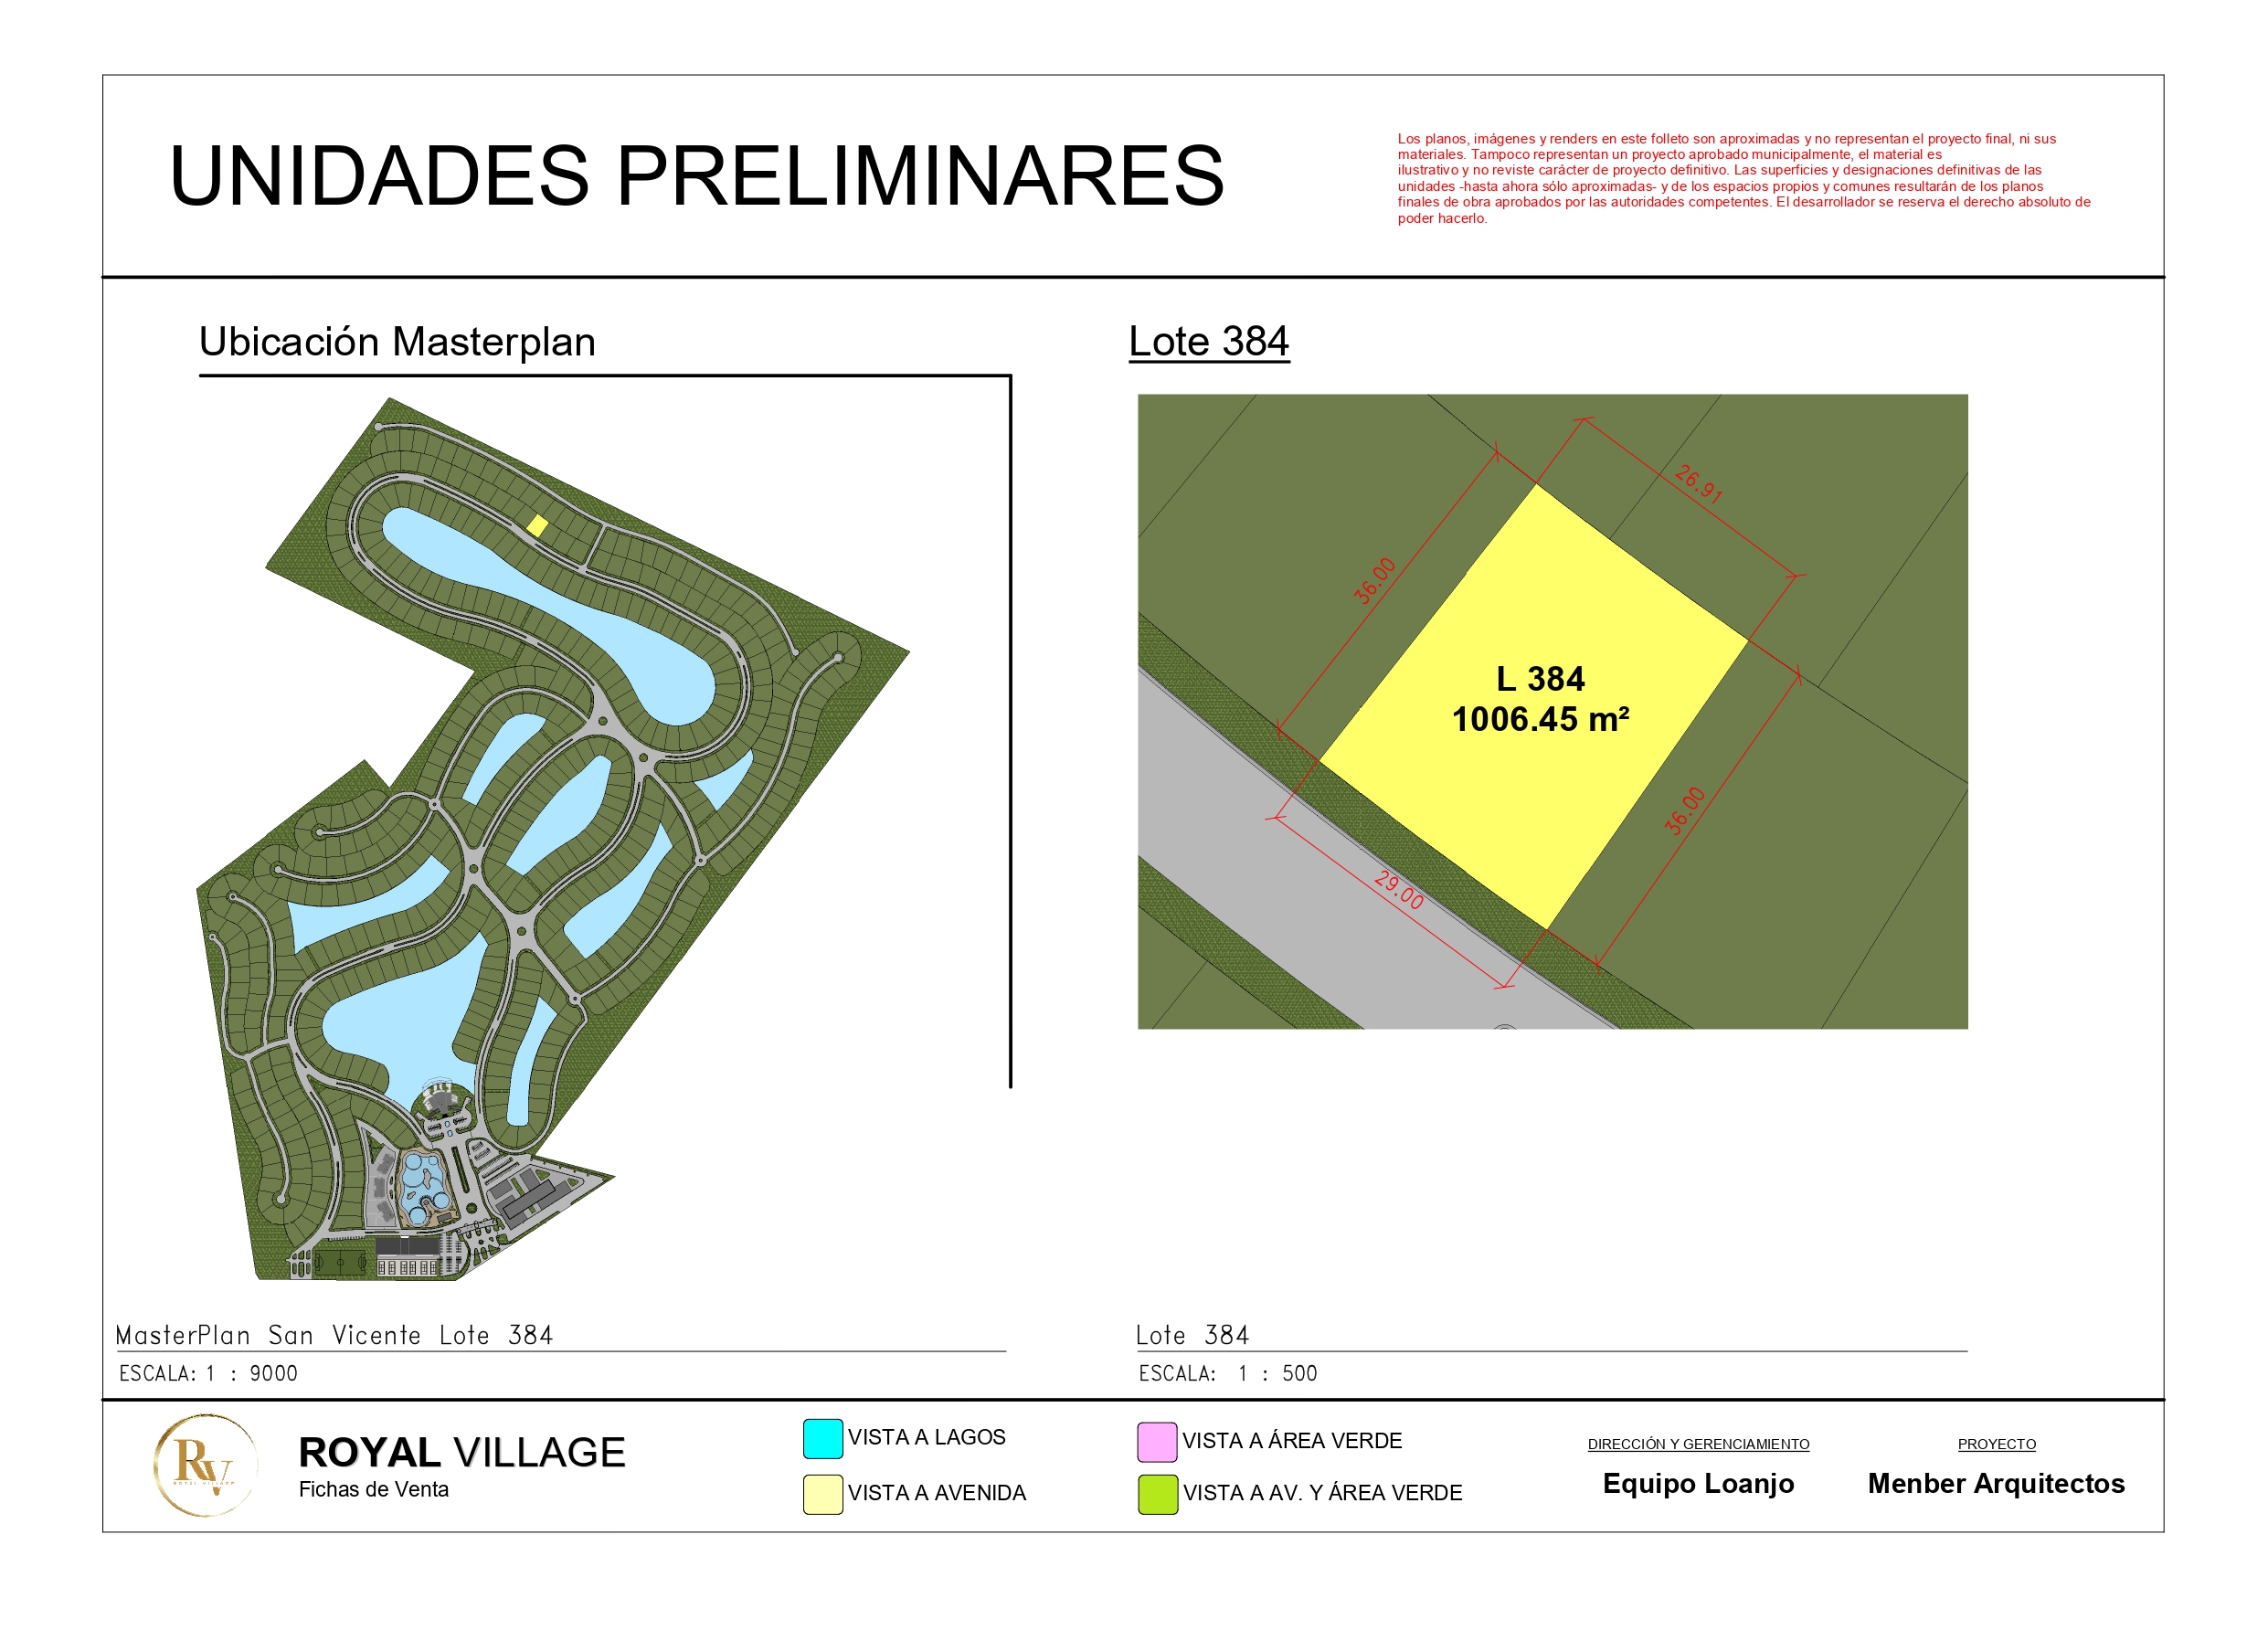 UNIDADES PRELIMINARES
Los planos, imágenes y renders en este folleto son aproximadas y no representan el proyecto final, ni sus
materiales. Tampoco representan un proyecto aprobado municipalmente, el material es
ilustrativo y no reviste carácter de proyecto definitivo. Las superficies y designaciones definitivas de las
unidades -hasta ahora sólo aproximadas- y de los espacios propios y comunes resultarán de los planos
finales de obra aprobados por las autoridades competentes. El desarrollador se reserva el derecho absoluto de
poder hacerlo.
Ubicación Masterplan
Lote 384
26.91
36.00
L 384
1006.45 m²
36.00
29.00
MasterPlan San Vicente Lote 384
ESCALA: 1 : 9000
Lote 384
ESCALA: 1 : 500
RV
ROYAL VILLAGE
ROYAL VILLAGE
Fichas de Venta
VISTA A LAGOS
VISTA A AVENIDA
VISTA A ÁREA VERDE
VISTA A AV. Y ÁREA VERDE
DIRECCIÓN Y GERENCIAMIENTO
Equipo Loanjo
PROYECTO
Menber Arquitectos